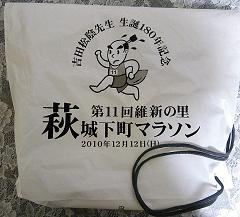 吉田松陰先生 生誕180年記念
第11回維新の里
萩城下町マラソン
2010年12月12日(日)